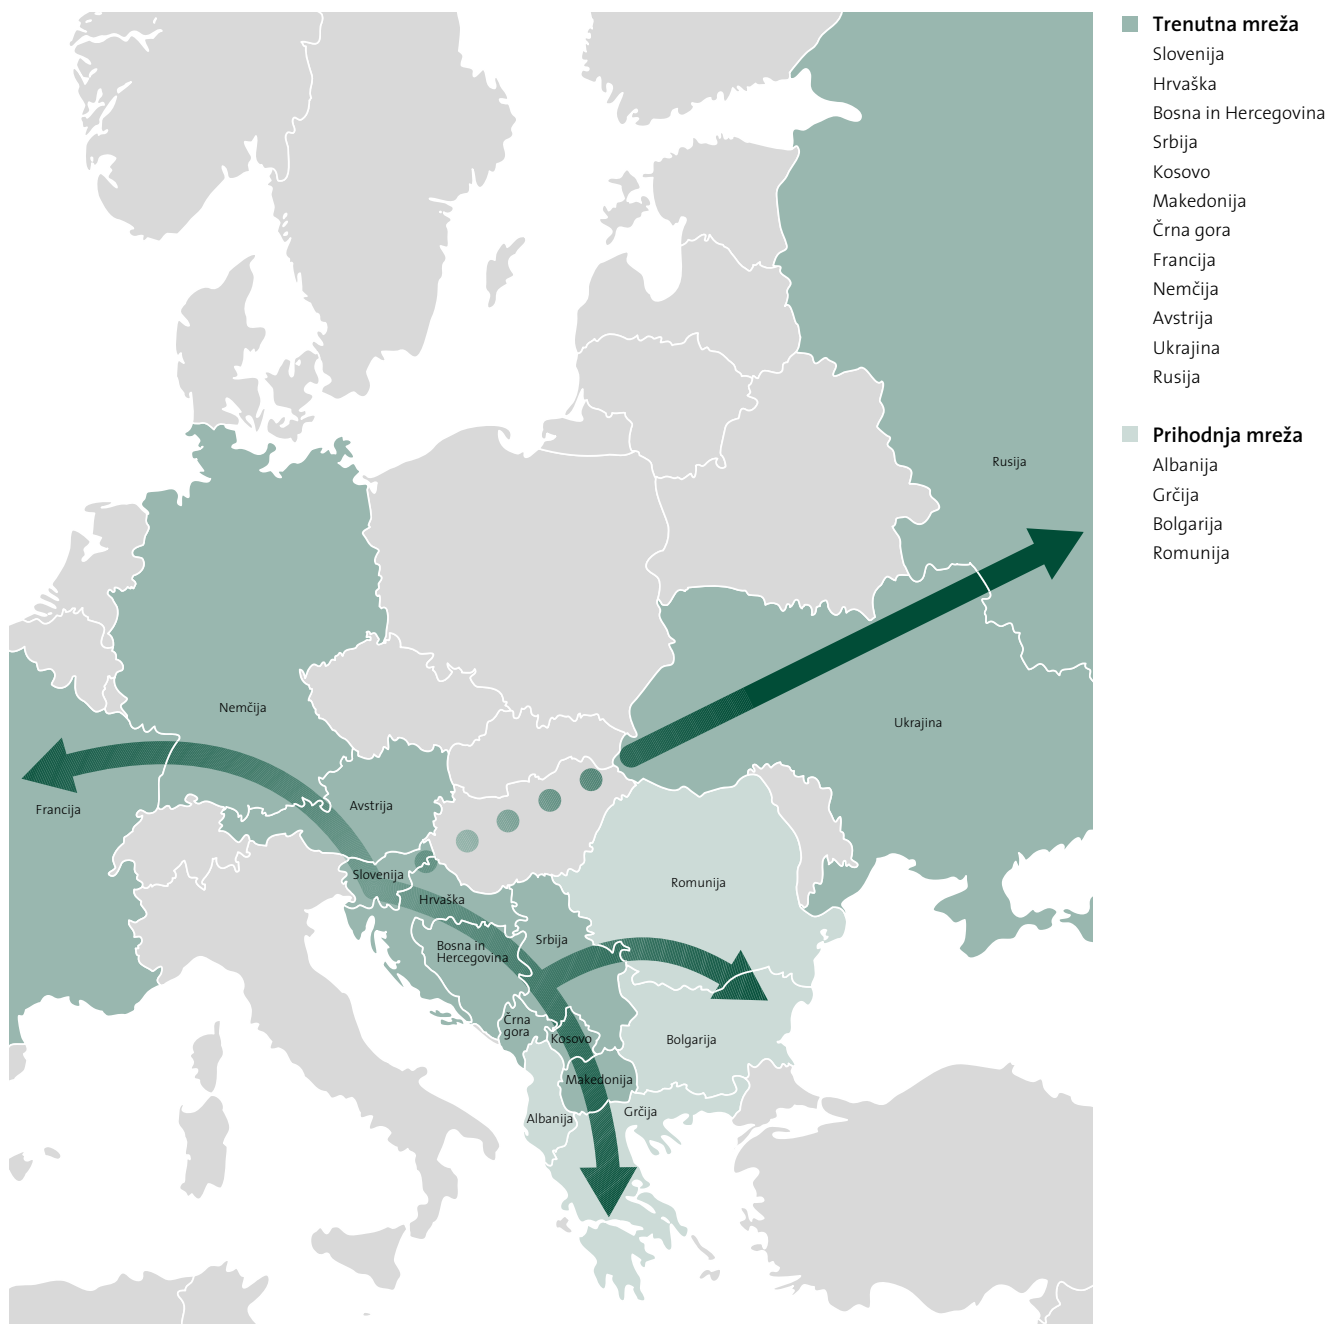 Trenutna mreža
Slovenija
Hrvaška
Bosna in Hercegovina
Srbija
Kosovo
Makedonija
Črna gora
Francija
Nemčija
Avstrija
Ukrajina
Rusija
Prihodnja mreža
Albanija
Grčija
Bolgarija
Romunija
Rusija
Nemčija
Ukrajina
Francija
Avstrija
Slovenija
Romunija
Hrvaška
Srbija
Bosna in
Hercegovina
Črna
gora
Kosovo
Bolgarija
Makedonija
Albanija
Grčija